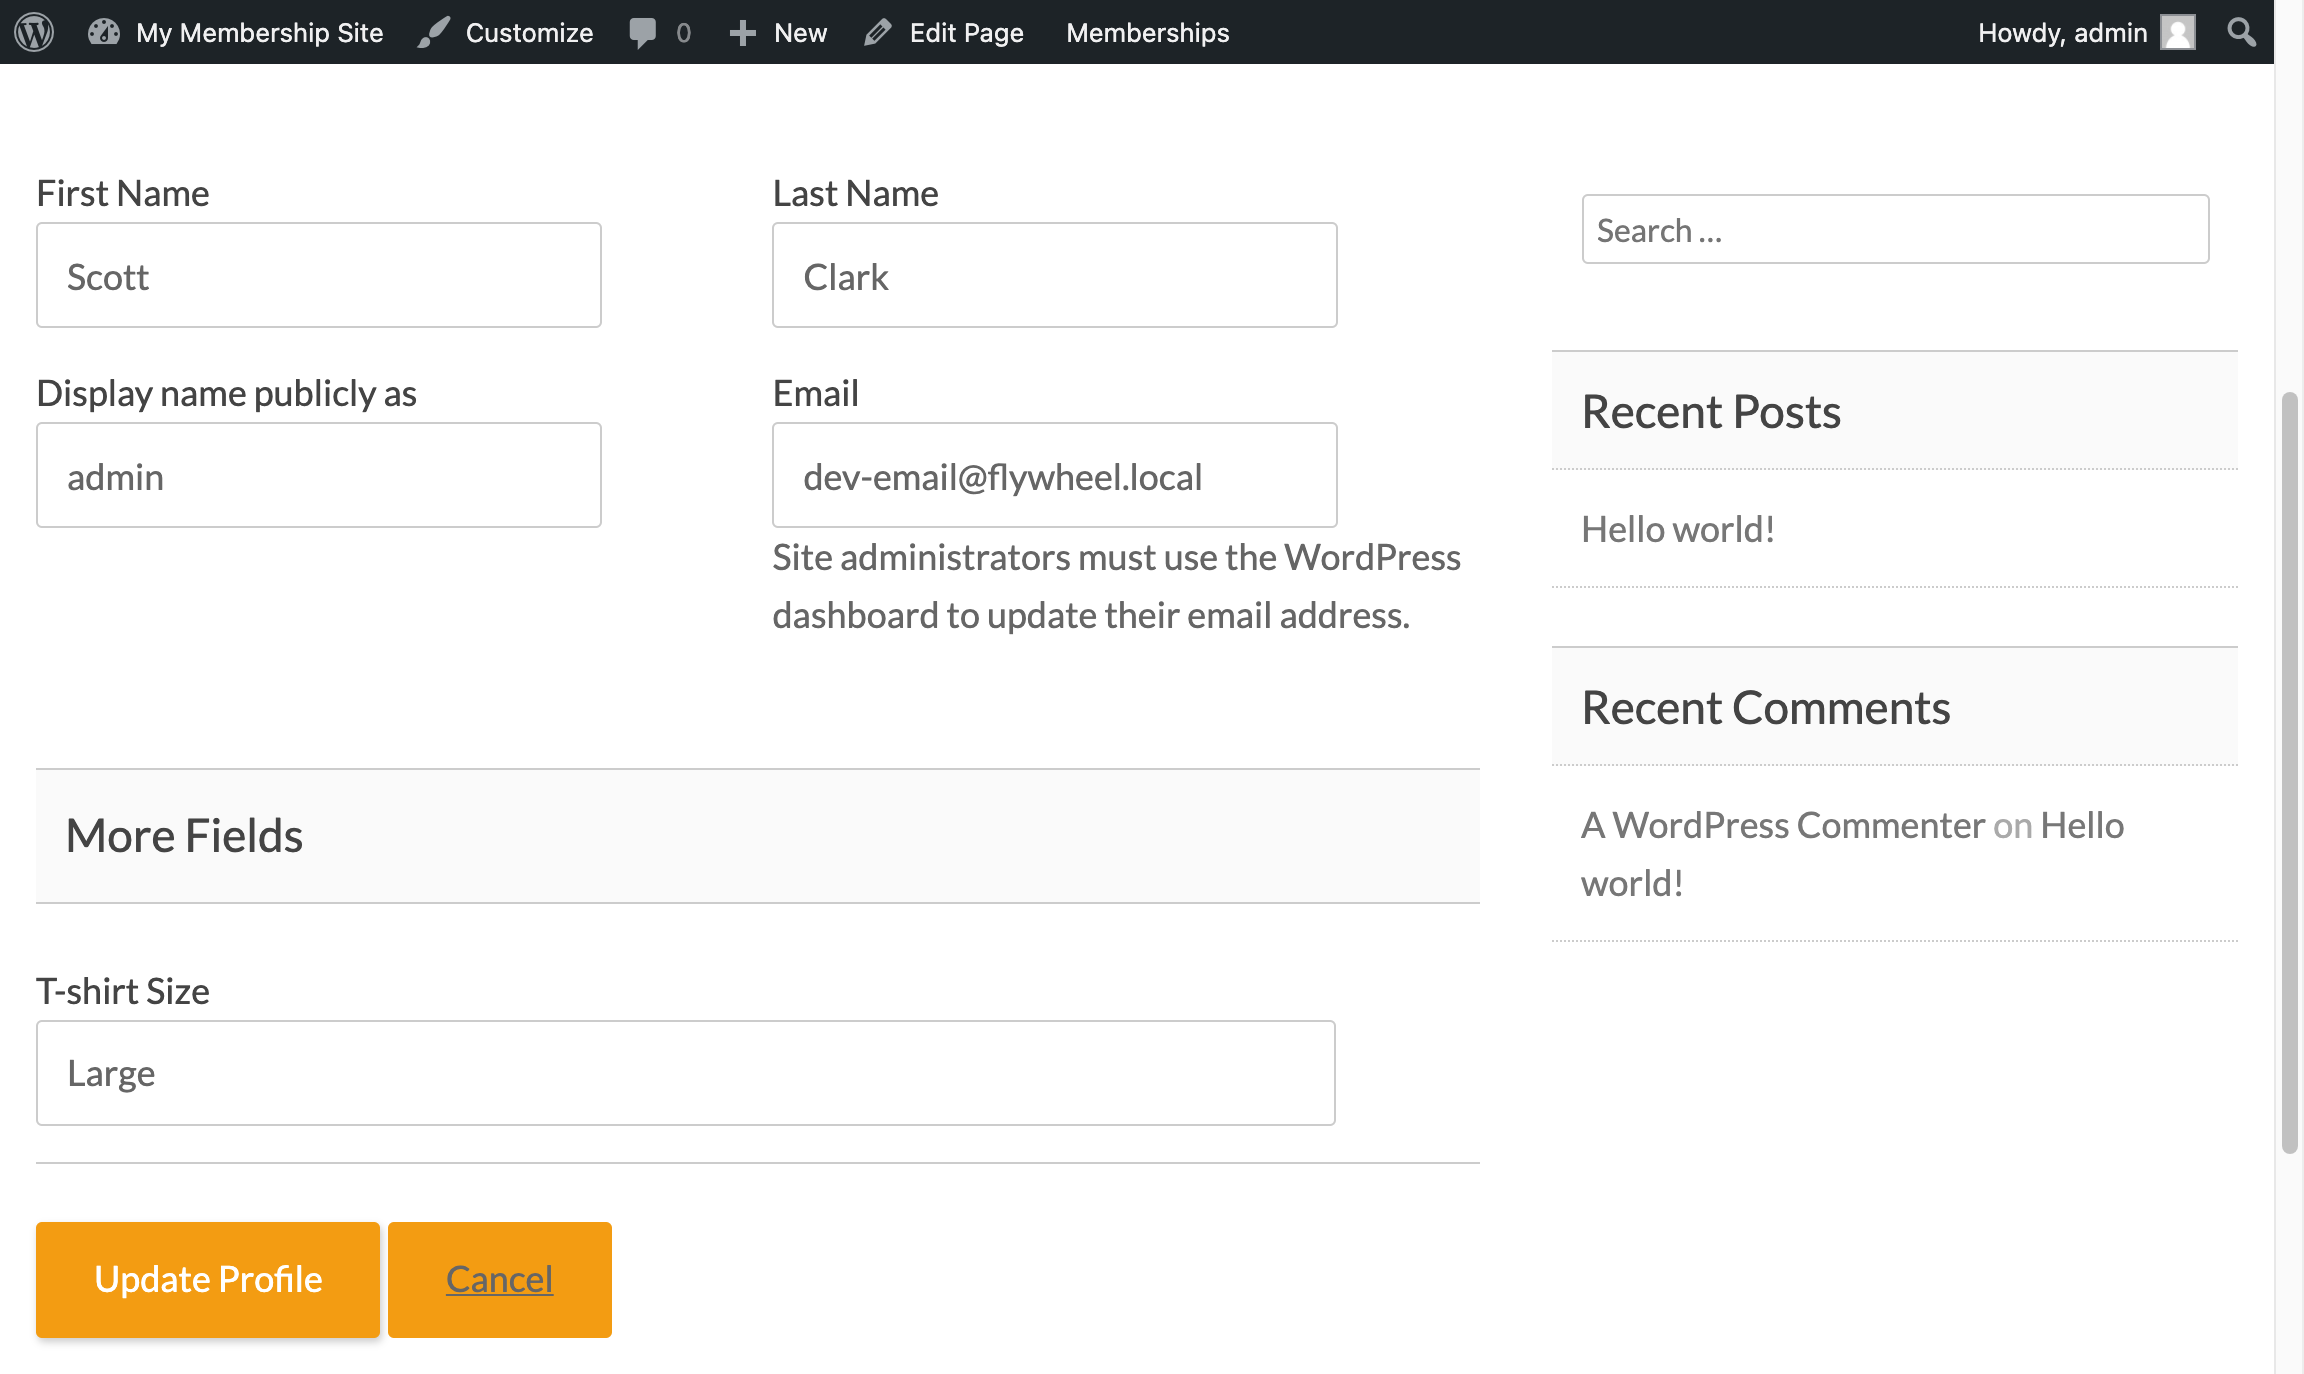 My Membership Site Customize 0 New Edit Page Memberships Howdy, admin
First Name
Scott
Last Name
Clark
Display name publicly as
admin
Email
dev-email@flywheel.local
Site administrators must use the WordPress
dashboard to update their email address.
More Fields
T-shirt Size
Large
Update Profile
Cancel
Search ...
Recent Posts
Hello world!
Recent Comments
A WordPress Commenter on Hello
world!